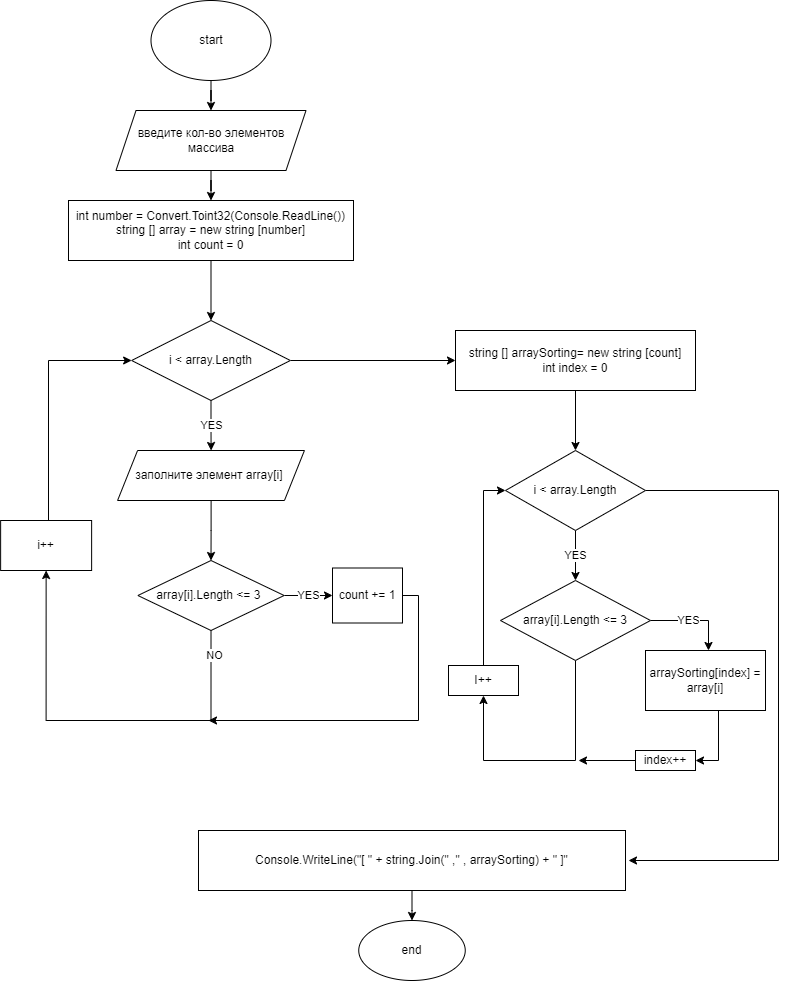 start
введите кол-во элементов
массива
int number = Convert.Toint32(Console.ReadLine())
string [] array = new string [number]
int count = 0
i < array.Length
YES
заполните элемент array[i]
i++
array[i].Length <= 3
YES
count += 1
NO
string [] arraySorting= new string [count]
int index = 0
i < array.Length
YES
array[i].Length <= 3
YES
arraySorting[index] =
array[i]
I++
index++
Console.WriteLine("[ " + string.Join(" ," , arraySorting) + " ]"
end